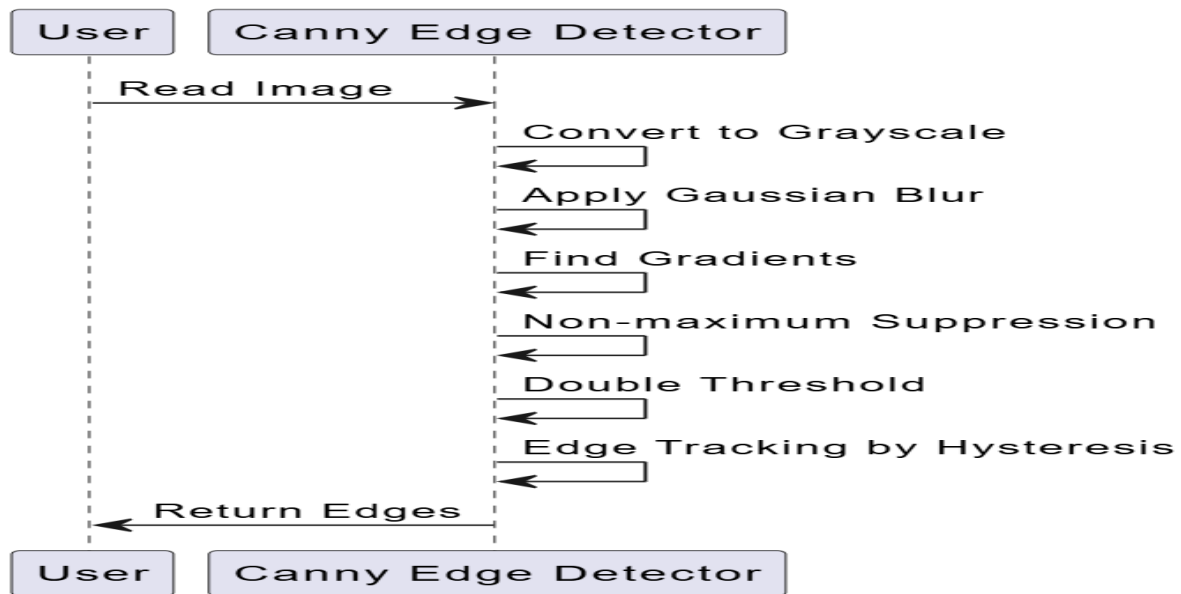 User Canny Edge Detector
Read Image
Convert to Grayscale
Apply Gaussian Blur
Find Gradients
Non-maximum Suppression
Double Threshold
Edge Tracking by Hysteresis
Return Edges
User Canny Edge Detector